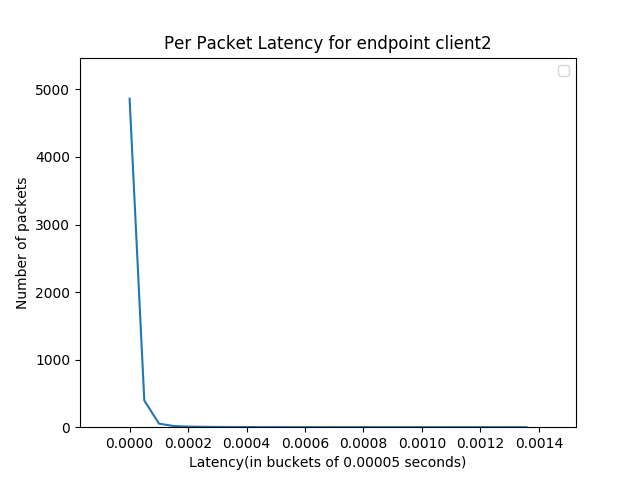 Per Packet Latency for endpoint client2
5000
4000
3000
2000
1000
0
Number of packets
0.0000 0.0002 0.0004 0.0006 0.0008 0.0010 0.0012 0.0014
Latency(in buckets of 0.00005 seconds)